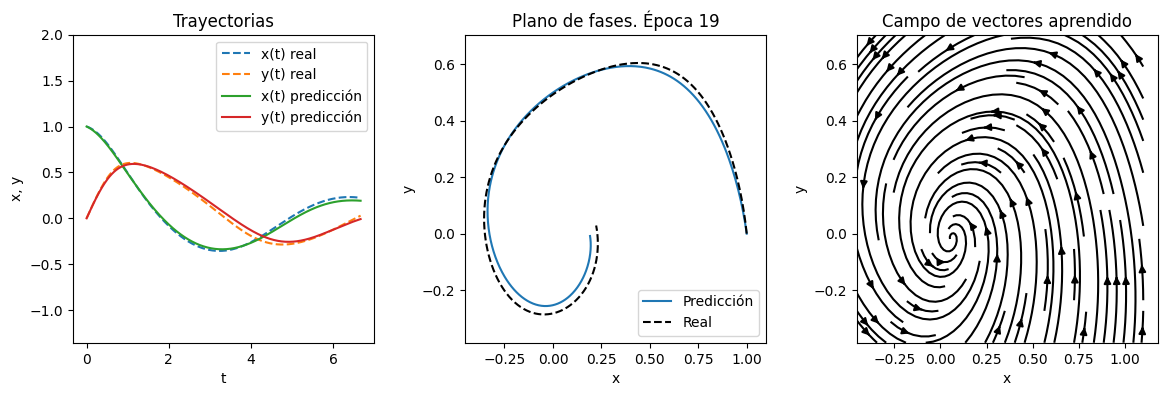 Trayectorias
2.0
1.5
1.0
0.5
0.0
−0.5
−1.0
x, y
0 2 4 6
t
x(t) real
y(t) real
x(t) predicción
y(t) predicción
Plano de fases. Época 19
0.6
0.4
0.2
0.0
−0.2
y
−0.25 0.00 0.25 0.50 0.75 1.00
x
Predicción
Real
Campo de vectores aprendido
0.6
0.4
0.2
0.0
−0.2
y
−0.25 0.00 0.25 0.50 0.75 1.00
x